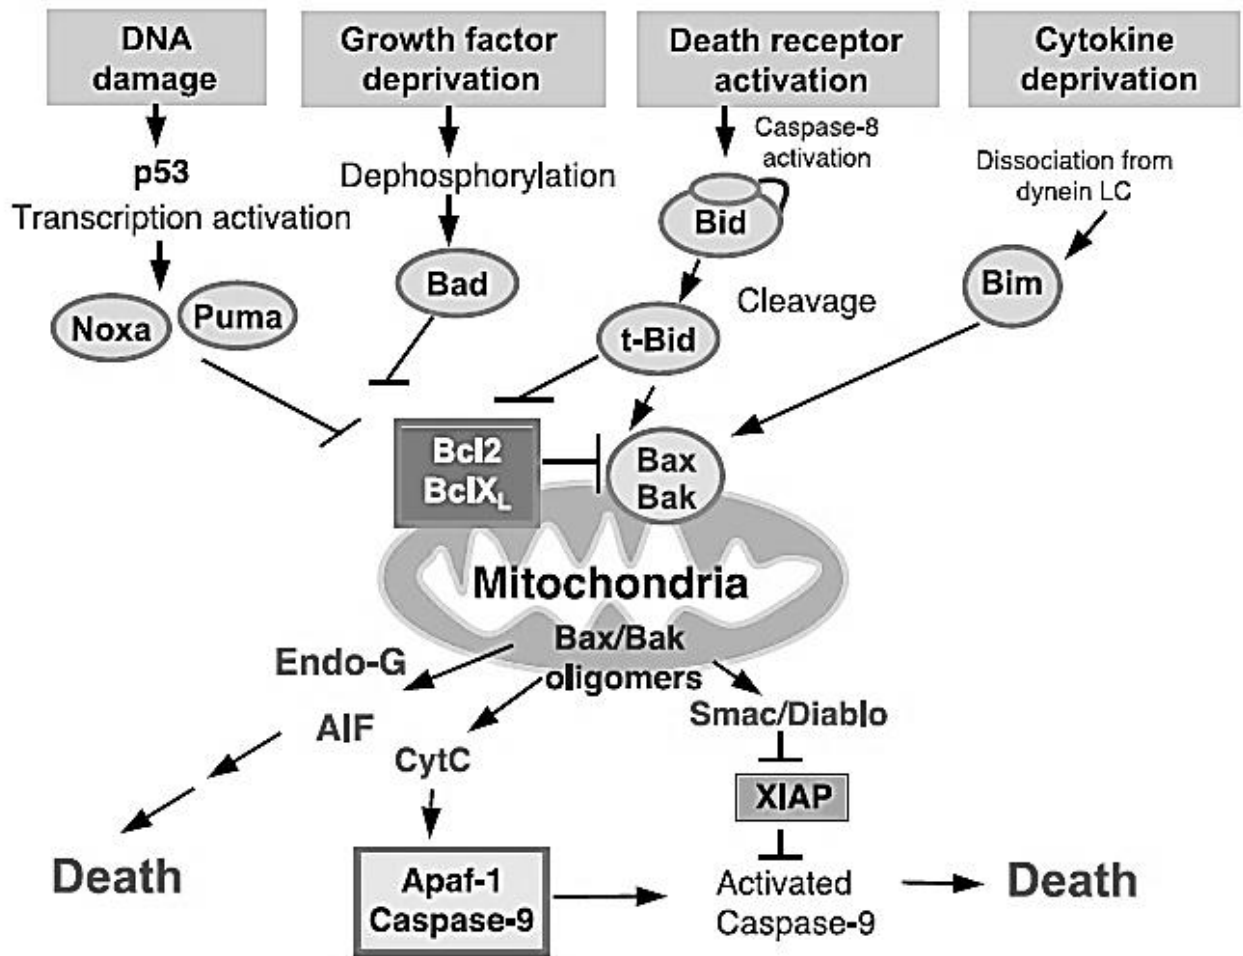 DNA
damage
Growth factor
deprivation
Death receptor
activation
Cytokine
deprivation
p53
Transcription activation
Dephosphorylation
Caspase-8
activation
Dissociation from
dynein LC
Bid
Noxa
Puma
Bad
t-Bid
Cleavage
Bim
Bcl2
BclXL
Bax
Bak
Mitochondria
Bax/Bak
oligomers
Endo-G
AIF
CytC
Smac/Diablo
XIAP
Death
Apaf-1
Caspase-9
Activated
Caspase-9
Death